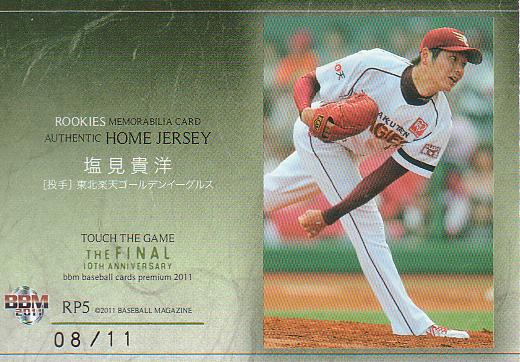 ROOKIES MEMORABILIA CARD
AUTHENTIC HOME JERSEY
塩見貴洋
[投手] 東北楽天ゴールデンイーグルス
TOUCH THE GAME
THE FINAL
10TH ANNIVERSARY
bbm baseball cards premium 2011
BBM
2011
RP5 ©2011 BASEBALL MAGAZINE
08/11